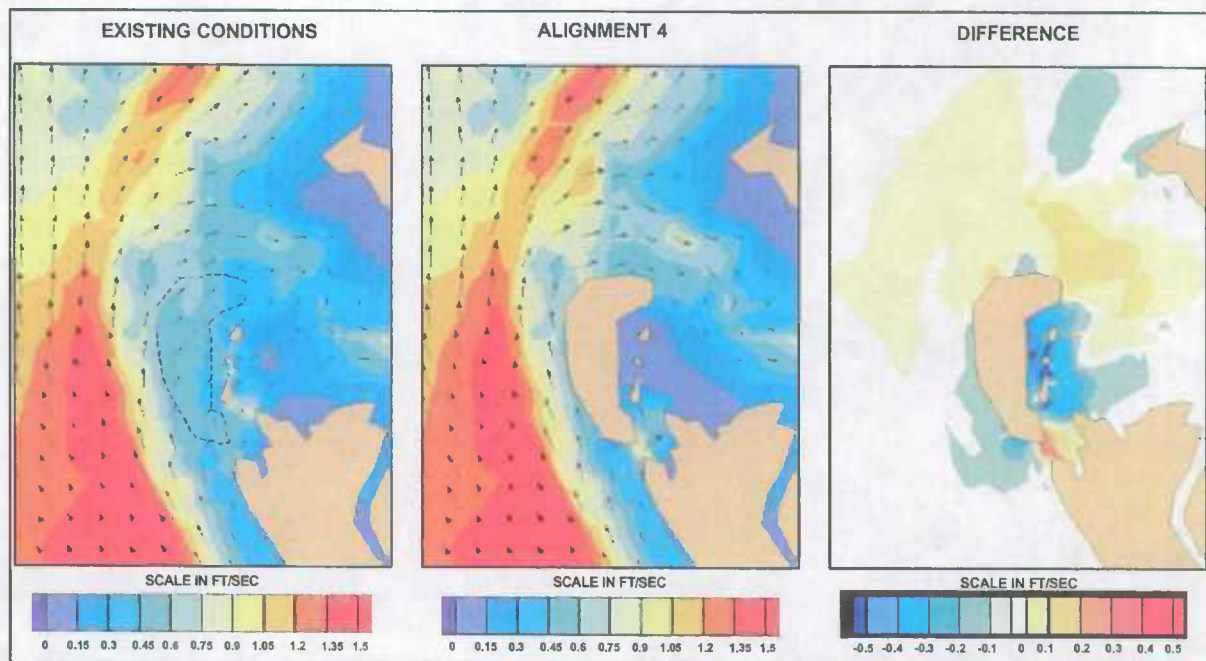 EXISTING CONDITIONS
ALIGNMENT 4
DIFFERENCE
SCALE IN FT/SEC
SCALE IN FT/SEC
SCALE IN FT/SEC
0 0.15 0.3 0.45 0.6 0.75 0.9 1.05 1.2 1.35 1.5
0 0.15 0.3 0.45 0.6 0.75 0.9 1.05 1.2 1.35 1.5
-0.5 -0.4 -0.3 -0.2 -0.1 0 0.1 0.2 0.3 0.4 0.5